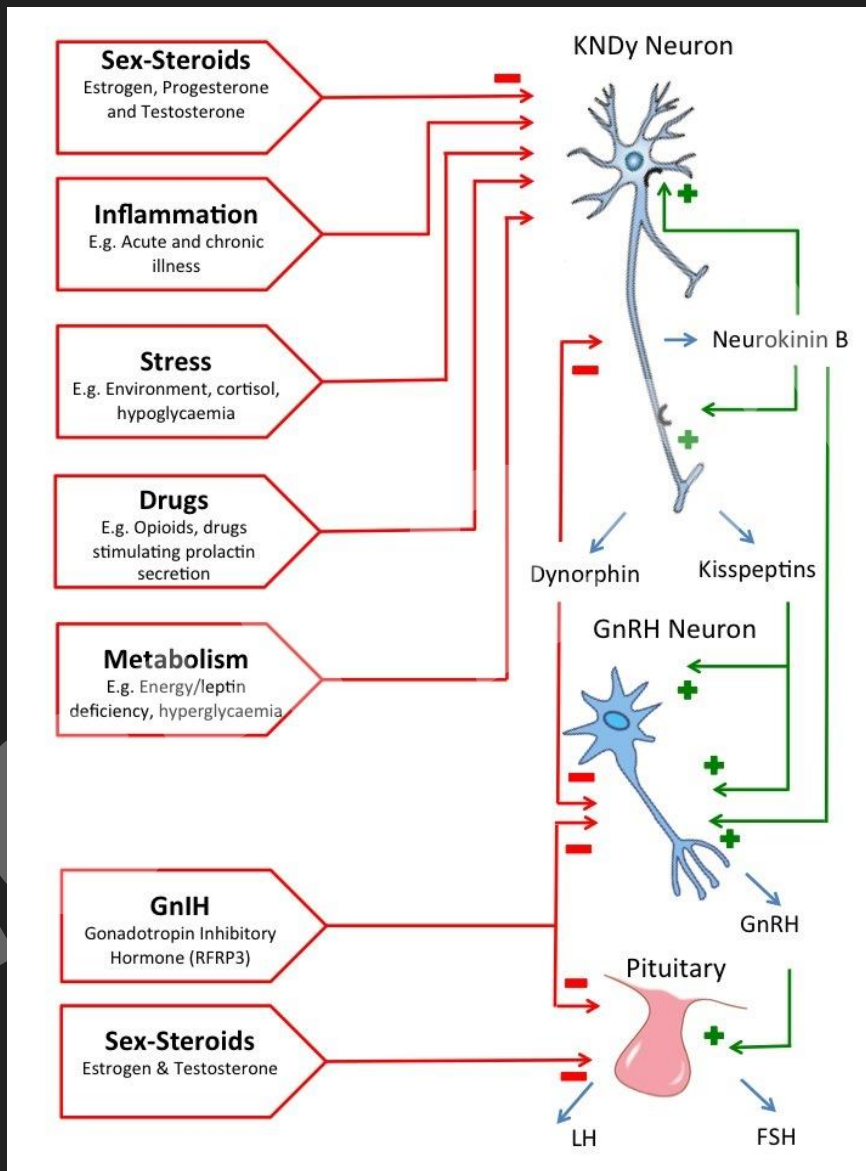 KNDy Neuron
Sex-Steroids
Estrogen, Progesterone
and Testosterone
Inflammation
E.g. Acute and chronic
illness
Stress
E.g. Environment, cortisol,
hypoglycaemia
Neurokinin B
Drugs
E.g. Opioids, drugs
stimulating prolactin
secretion
Dynorphin
Kisspeptins
GnRH Neuron
Metabolism
E.g. Energy/leptin
deficiency, hyperglycaemia
GnIH
Gonadotropin Inhibitory
Hormone (RFRP3)
GnRH
Pituitary
Sex-Steroids
Estrogen & Testosterone
LH
FSH